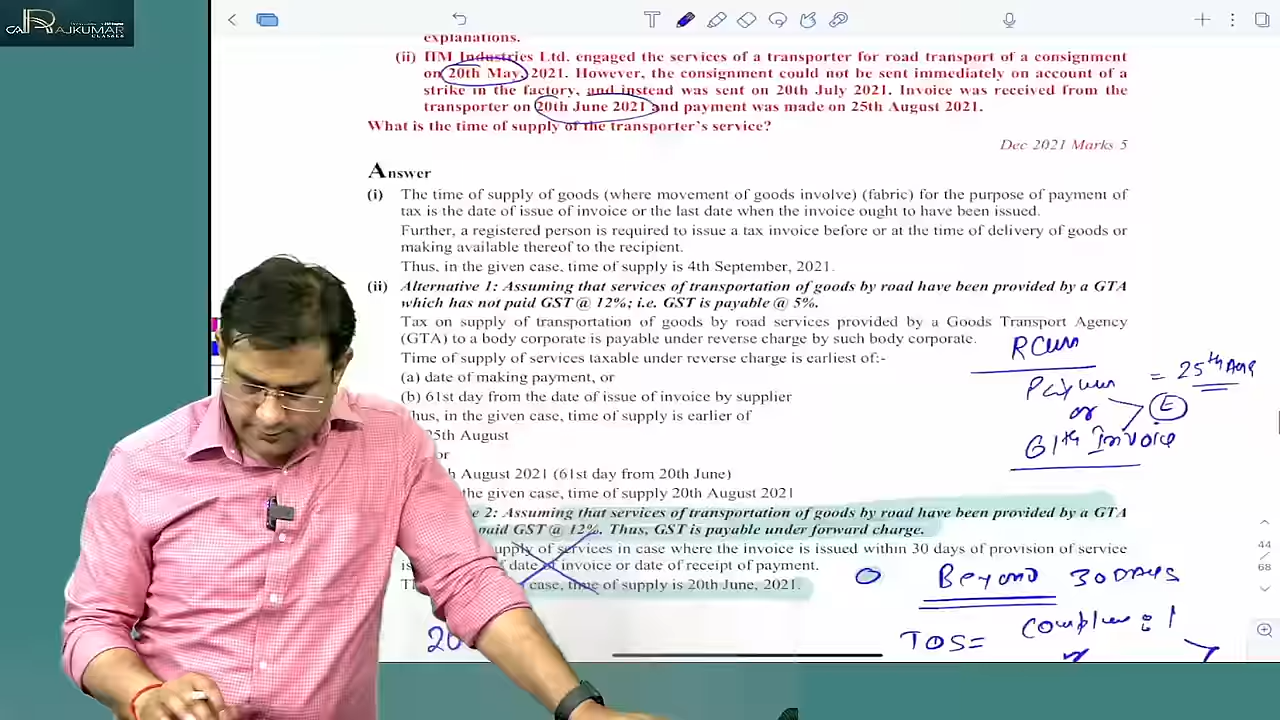 CA RAJKUMAR
CLASSES
explanations.
(ii) IIM Industries Ltd. engaged the services of a transporter for road transport of a consignment
on 20th May, 2021. However, the consignment could not be sent immediately on account of a
strike in the factory, and instead was sent on 20th July 2021. Invoice was received from the
transporter on 20th June 2021 and payment was made on 25th August 2021.
What is the time of supply of the transporter's service?
Dec 2021 Marks 5
Answer
(i) The time of supply of goods (where movement of goods involve) (fabric) for the purpose of payment of
tax is the date of issue of invoice or the last date when the invoice ought to have been issued.
Further, a registered person is required to issue a tax invoice before or at the time of delivery of goods or
making available thereof to the recipient.
Thus, in the given case, time of supply is 4th September, 2021.
(ii) Alternative 1: Assuming that services of transportation of goods by road have been provided by a GTA
which has not paid GST @ 12%; i.e. GST is payable @ 5%.
Tax on supply of transportation of goods by road services provided by a Goods Transport Agency
(GTA) to a body corporate is payable under reverse charge by such body corporate.
Time of supply of services taxable under reverse charge is earliest of:-
(a) date of making payment, or
(b) 61st day from the date of issue of invoice by supplier
Thus, in the given case, time of supply is earlier of
25th August
or
August 2021 (61st day from 20th June)
the given case, time of supply 20th August 2021
2: Assuming that services of transportation of goods by road have been provided by a GTA
paid GST @ 12%. Thus, GST is payable under forward charge.
supply of services in case where the invoice is issued within 30 days of provision of service
of date of invoice or date of receipt of payment.
case, time of supply is 20th June, 2021.
RCM
Paymen = 25th Aug
or E
61th Invoice
Beyond 30 DAYS
TOS =
or
20
44
68